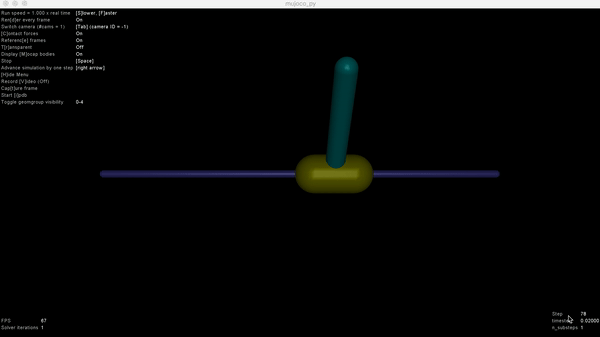 mujoco_py
Run speed = 1.000 x real time [S]lower, [F]aster
Ren[d]er every frame On
Switch camera (#cams = 1) [Tab] (camera ID = -1)
[C]ontact forces On
Referenc[e] frames On
T[r]ansparent Off
Display [M]ocap bodies On
Stop [Space]
Advance simulation by one step [right arrow]
[H]ide Menu
Record [V]ideo (Off)
Cap[t]ure frame
Start [i]pdb
Toggle geomgroup visibility 0-4
FPS 67
Solver iterations 1
Step 78
timestep 0.02000
n_substeps 1